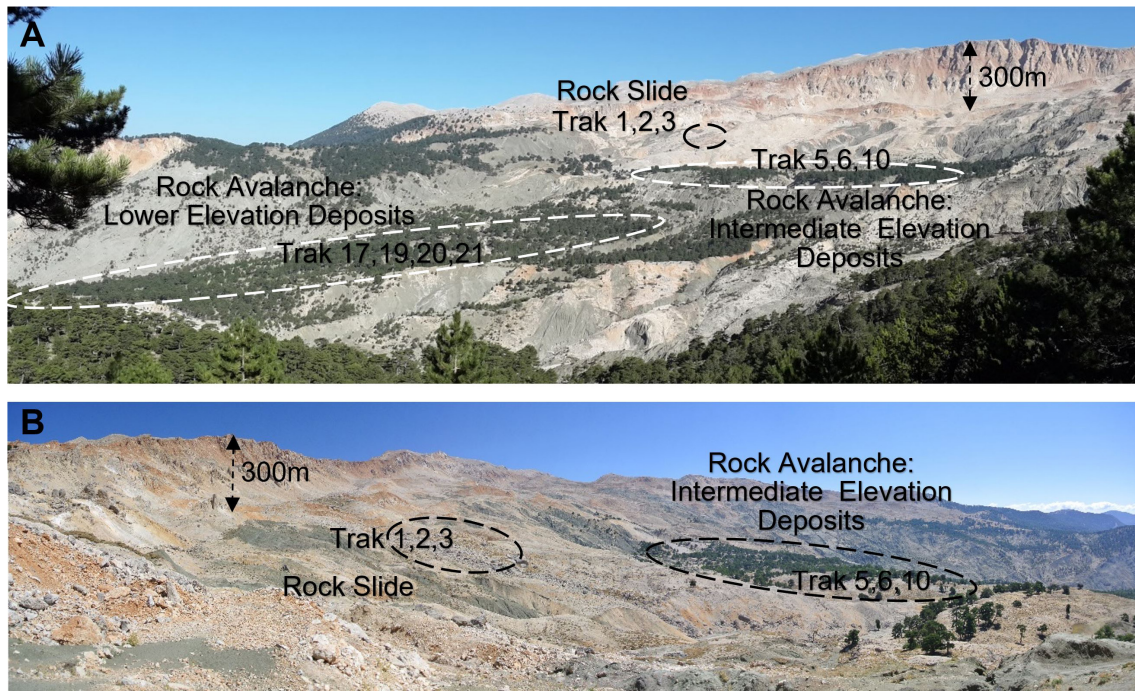 A
300m
Rock Slide
Trak 1,2,3
Trak 5,6,10
Rock Avalanche:
Lower Elevation Deposits
Rock Avalanche:
Intermediate Elevation
Deposits
Trak 17,19,20,21
B
300m
Rock Avalanche:
Intermediate Elevation
Deposits
Trak 1,2,3
Trak 5,6,10
Rock Slide